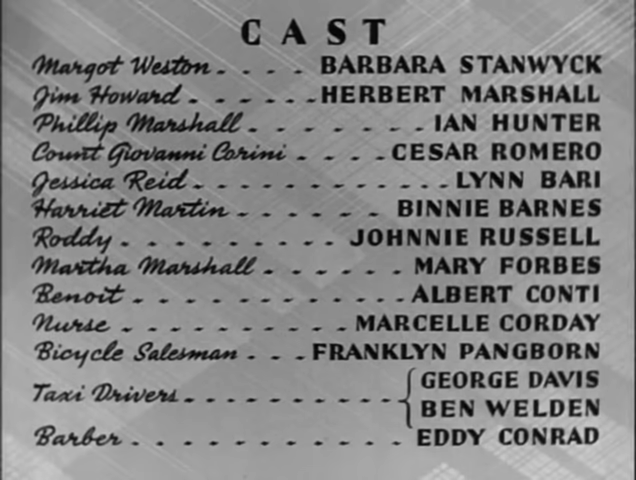 CAST
Margot Weston.... BARBARA STANWYCK
Jim Howard......HERBERT MARSHALL
Phillip Marshall.......IAN HUNTER
Count Giovanni Corini....CESAR ROMERO
Jessica Reid............LYNN BARI
Harriet Martin......BINNIE BARNES
Roddy........JOHNNIE RUSSELL
Martha Marshall......MARY FORBES
Benoit............ALBERT CONTI
Nurse.........MARCELLE CORDAY
Bicycle Salesman...FRANKLYN PANGBORN
Taxi Drivers..........{GEORGE DAVIS
BEN WELDEN
Barber...........EDDY CONRAD